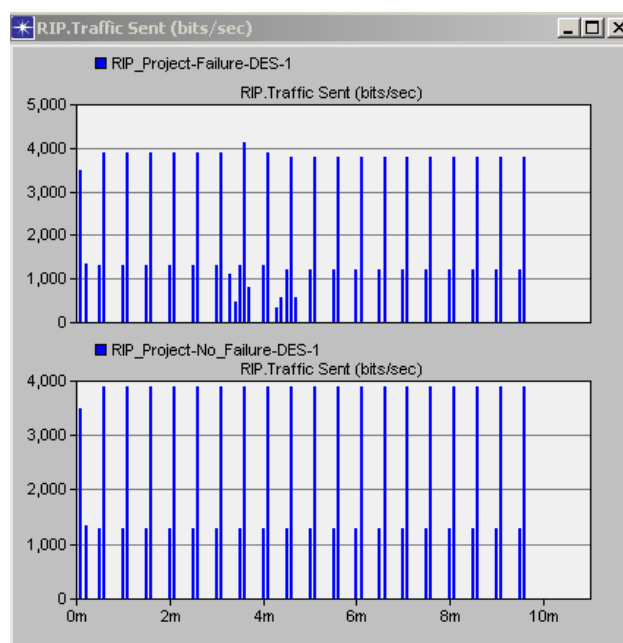 RIP.Traffic Sent (bits/sec)
RIP_Project-Failure-DES-1
RIP.Traffic Sent (bits/sec)
5,000
4,000
3,000
2,000
1,000
0
RIP_Project-No_Failure-DES-1
RIP.Traffic Sent (bits/sec)
4,000
3,000
2,000
1,000
0
0m 2m 4m 6m 8m 10m